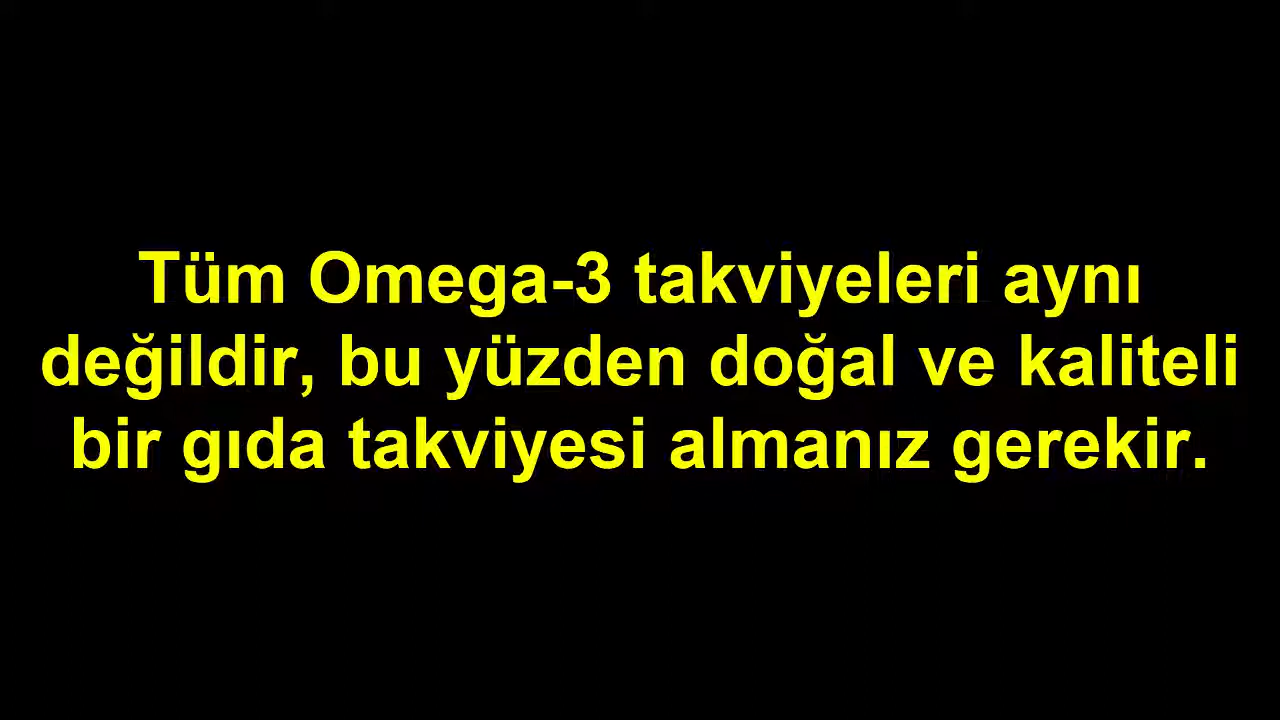 Tüm Omega-3 takviyeleri aynı
değildir, bu yüzden doğal ve kaliteli
bir gıda takviyesi almanız gerekir.